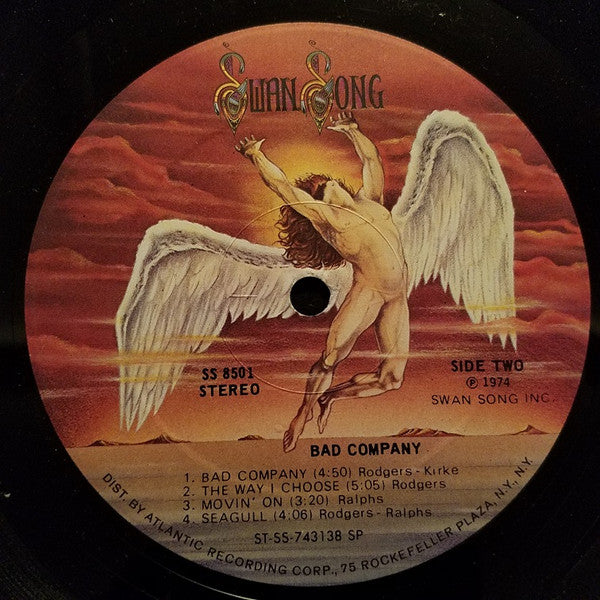 SWAN SONG
SS 8501
STEREO
SIDE TWO
℗ 1974
SWAN SONG INC.
BAD COMPANY
1. BAD COMPANY (4:50) Rodgers - Kirke
2. THE WAY I CHOOSE (5:05) Rodgers
3. MOVIN' ON (3:20) Ralphs
4. SEAGULL (4:06) Rodgers - Ralphs
ST-SS-743138 SP
DIST. BY ATLANTIC RECORDING CORP., 75 ROCKEFELLER PLAZA, N.Y., N.Y.